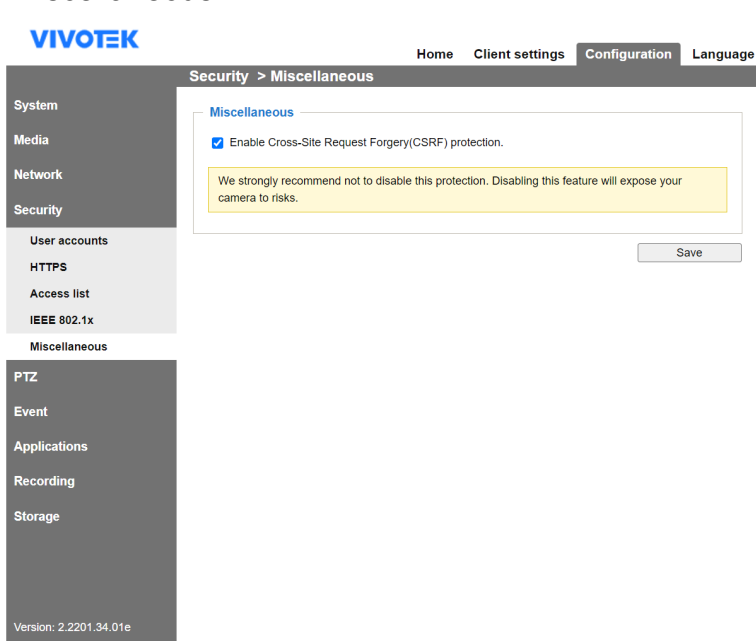 VIVOTEK
Home Client settings Configuration Language
Security > Miscellaneous
System
Media
Network
Security
User accounts
HTTPS
Access list
IEEE 802.1x
Miscellaneous
PTZ
Event
Applications
Recording
Storage
Version: 2.2201.34.01e
Miscellaneous
Enable Cross-Site Request Forgery(CSRF) protection.
We strongly recommend not to disable this protection. Disabling this feature will expose your
camera to risks.
Save